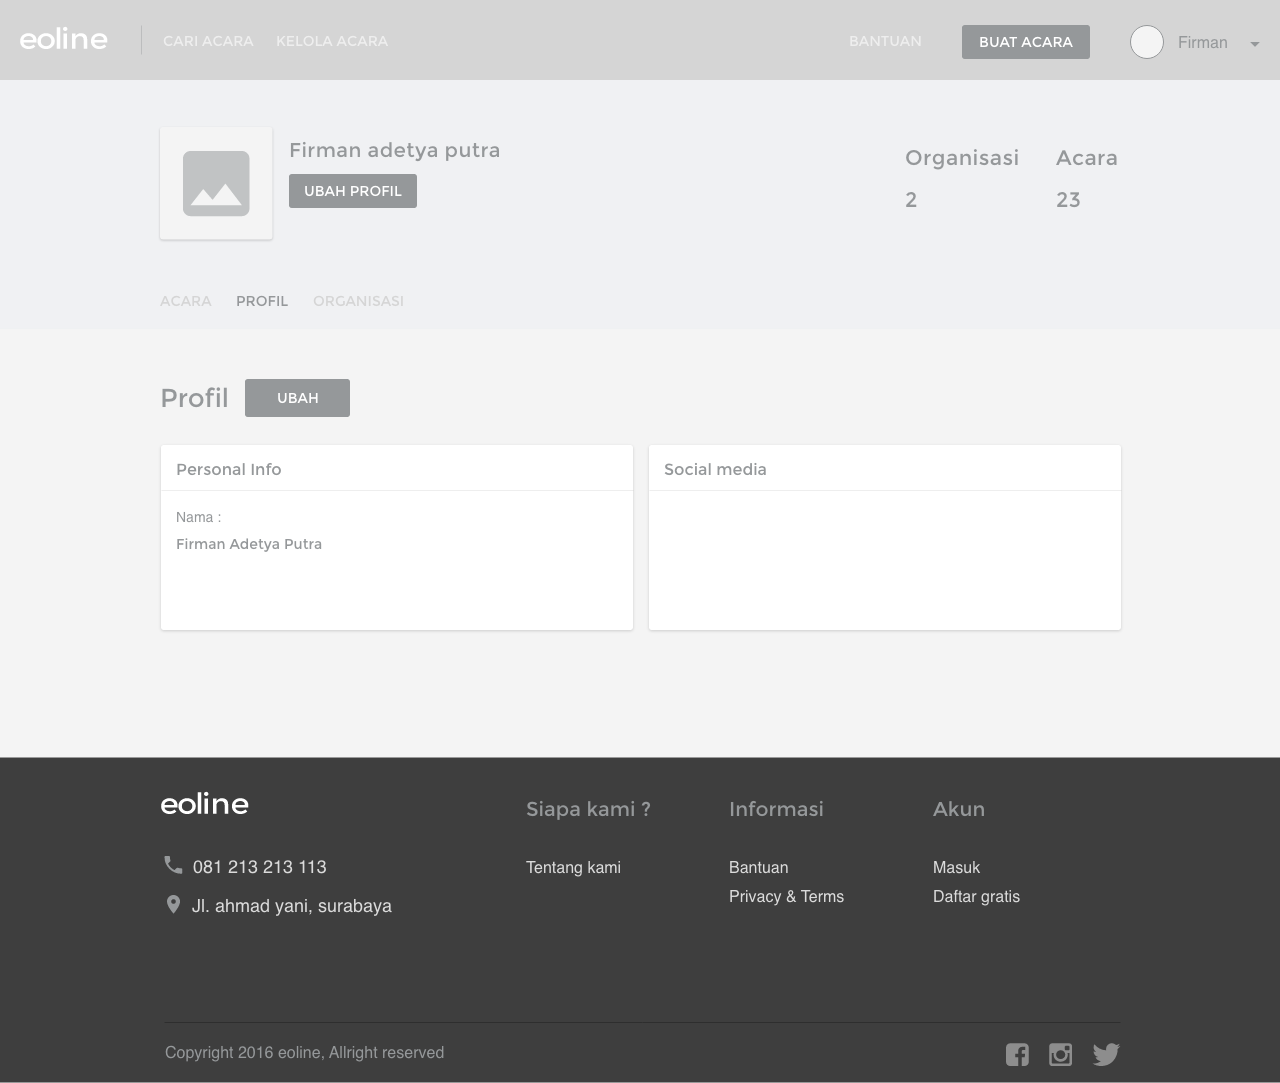 eoline
CARI ACARA
KELOLA ACARA
BANTUAN
BUAT ACARA
Firman
Firman adetya putra
UBAH PROFIL
Organisasi
2
Acara
23
ACARA
PROFIL
ORGANISASI
Profil
UBAH
Personal Info
Nama :
Firman Adetya Putra
Social media
eoline
081 213 213 113
Jl. ahmad yani, surabaya
Siapa kami ?
Tentang kami
Informasi
Bantuan
Privacy & Terms
Akun
Masuk
Daftar gratis
Copyright 2016 eoline, Allright reserved